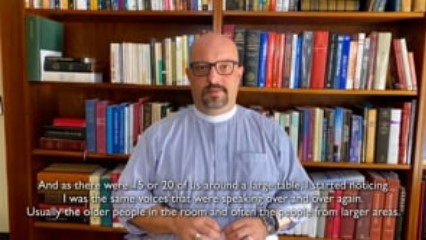 And as there were 15 or 20 of us around a large table, I started noticing...
I was the same voices that were speaking over and over again.
Usually the older people in the room and often the people from larger areas.